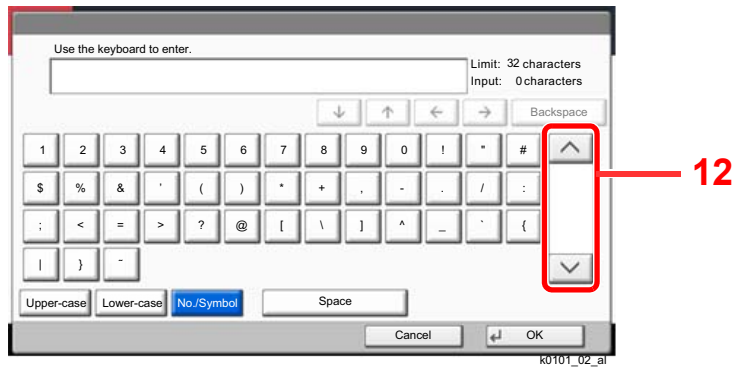 Use the keyboard to enter.
Limit: 32 characters
Input: 0 characters
Backspace
1 2 3 4 5 6 7 8 9 0 ! " #
$ % & ' ( ) * + , - . / :
; < = > ? @ [ \ ] ^ _ ` {
| } ~
12
Upper-case Lower-case No./Symbol Space
Cancel OK
k0101_02_al